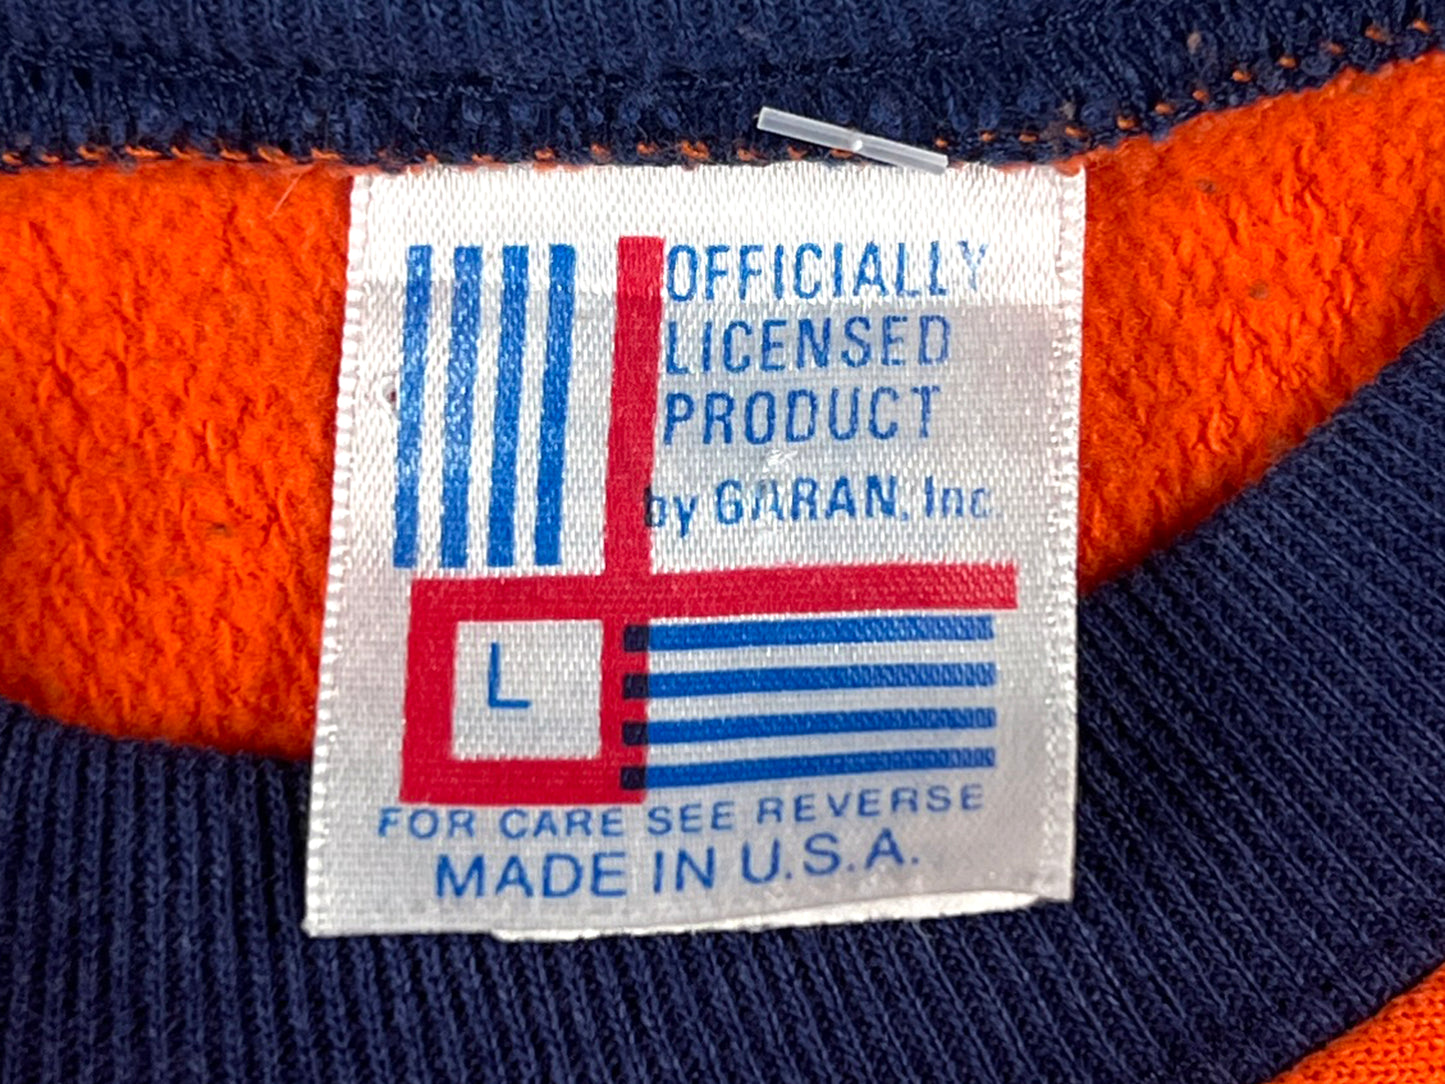 OFFICIALLY
LICENSED
PRODUCT
by GARAN, Inc
L
FOR CARE SEE REVERSE
MADE IN U.S.A.